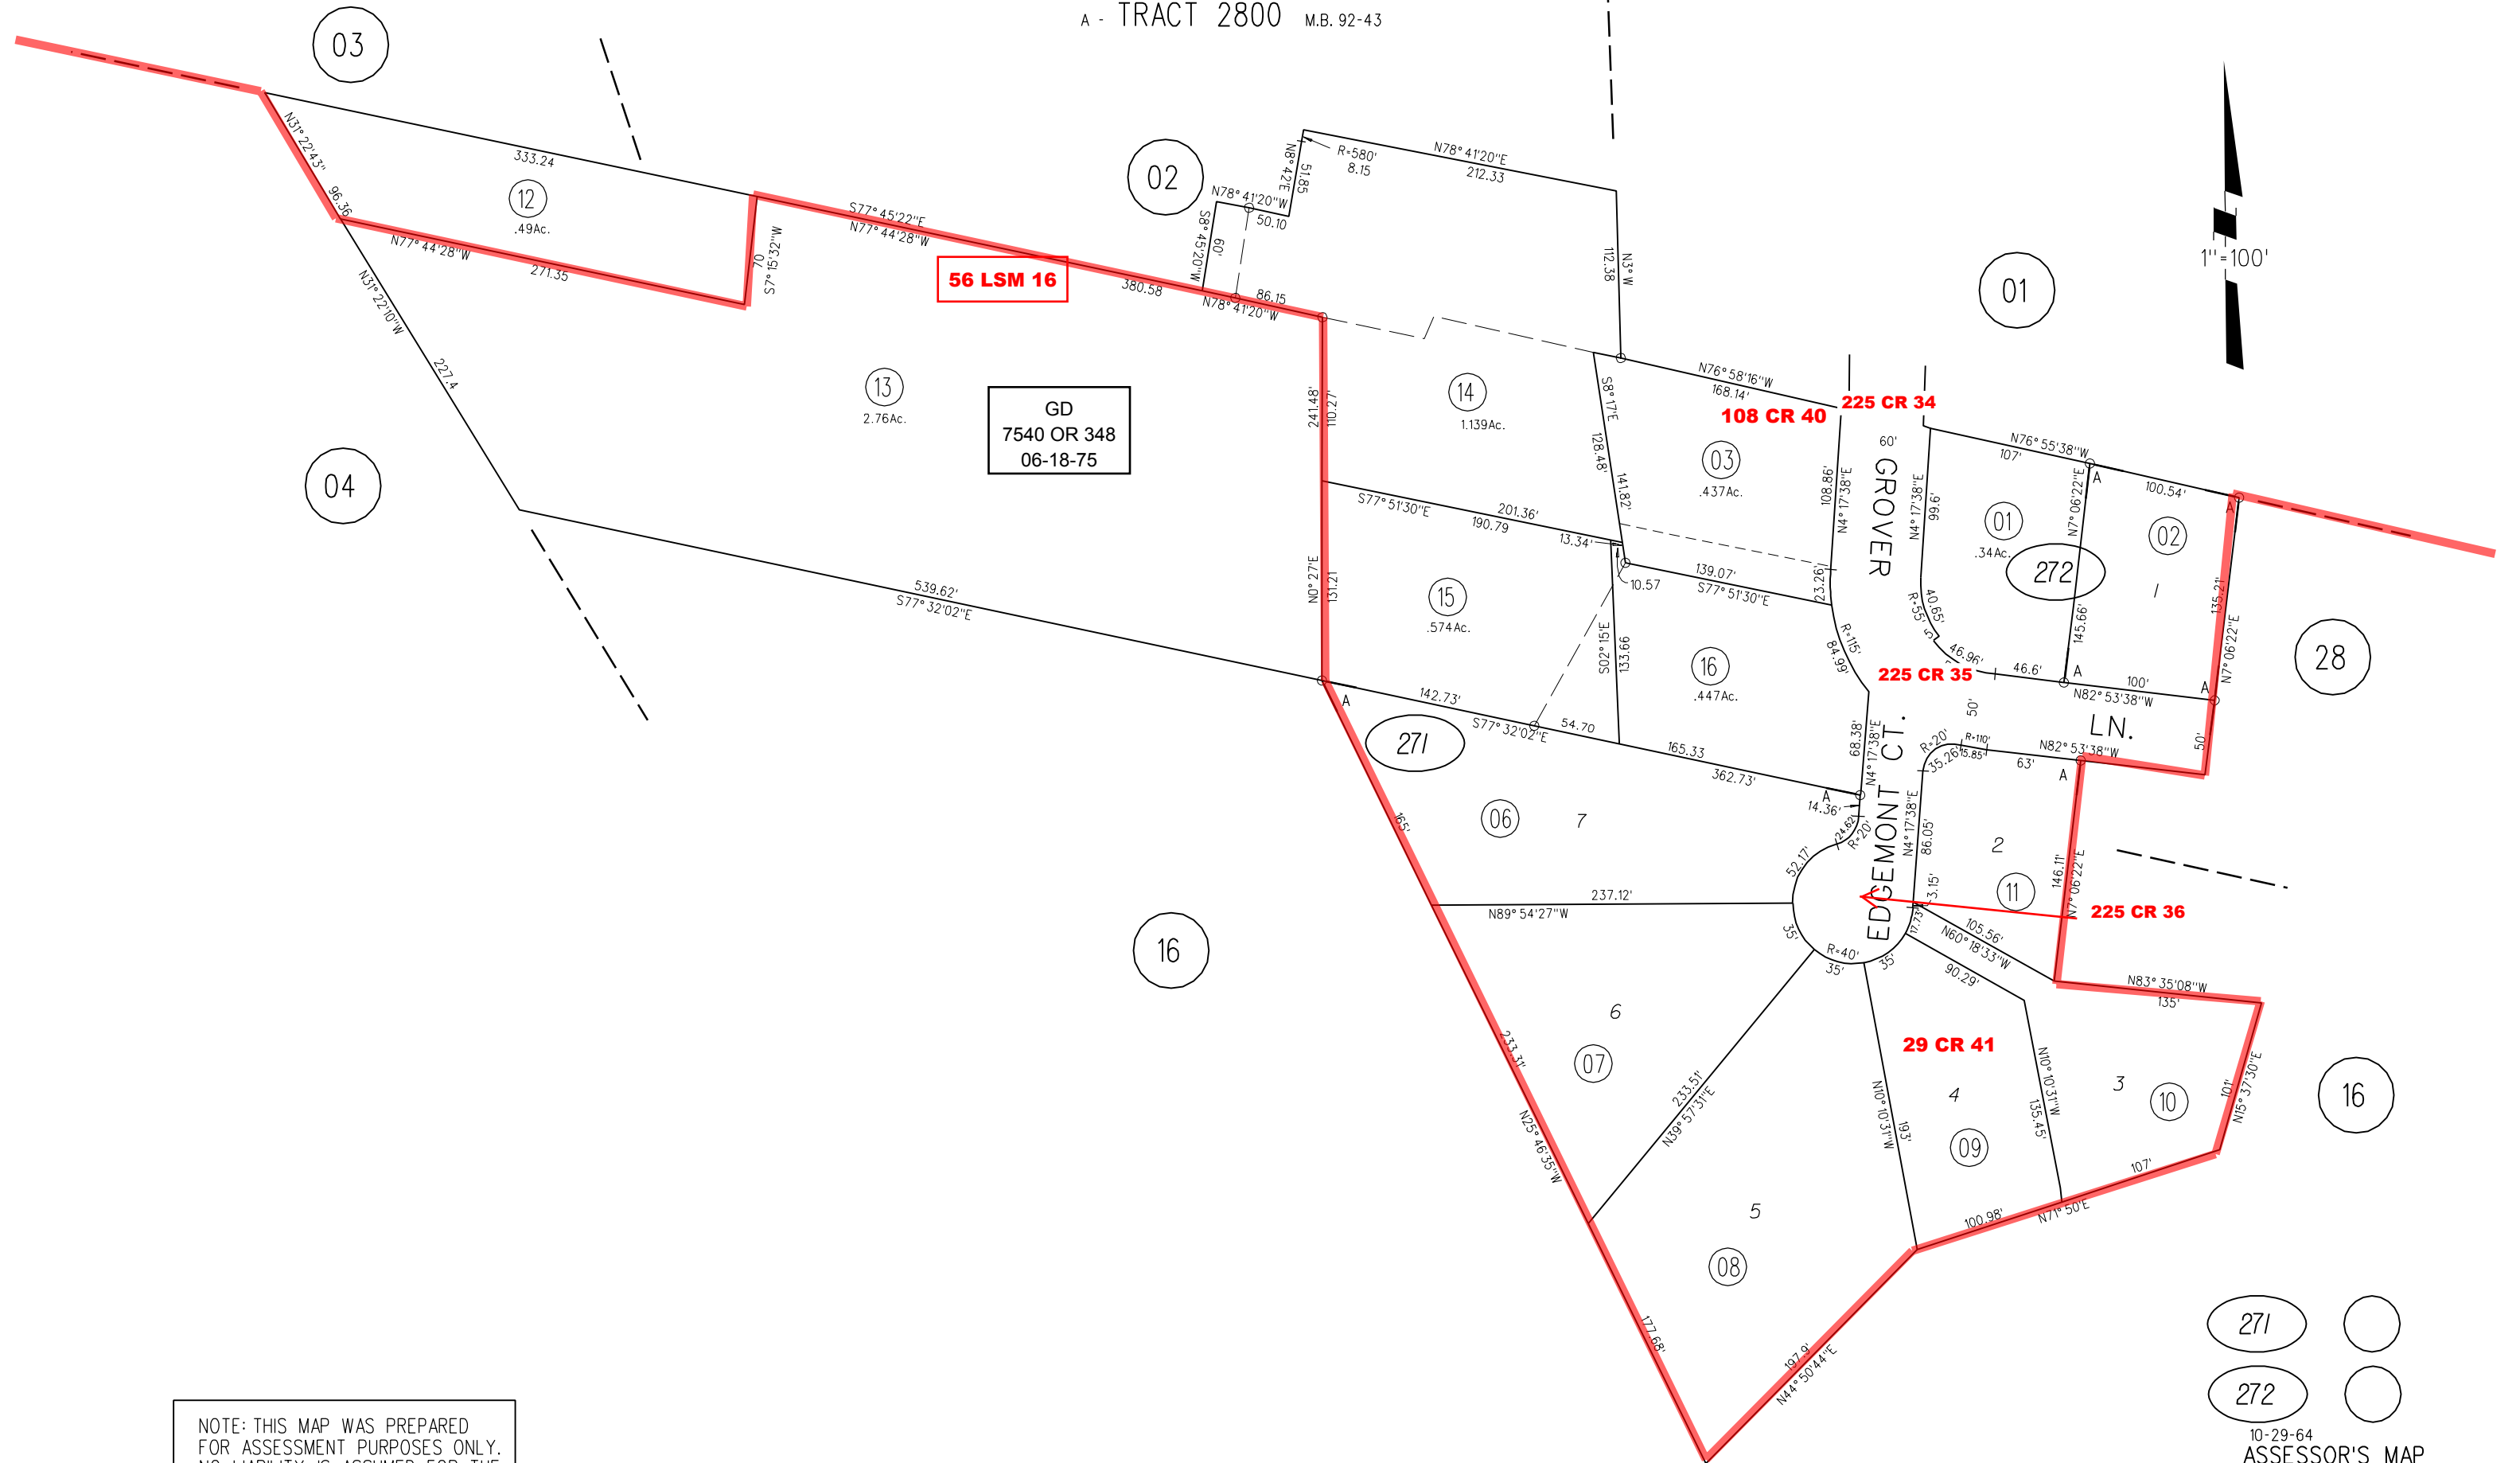 A - TRACT 2800 M.B. 92-43
03
02
01
04
28
16
16
1"=100'
N31°22'43"
96.36
333.24
12
.49Ac.
N77°44'28"W
271.35
70
S7°15'32"W
S77°45'22"E
N77°44'28"W
380.58
56 LSM 16
N31°22'10"W
227.4
13
2.76Ac.
GD
7540 OR 348
06-18-75
539.62'
S77°32'02"E
S8°45'20"W
60'
N78°41'20"W
50.10
N8°42'E
51.85
R=580'
8.15
N78°41'20"E
212.33
112.38
N3°W
86.15
N78°41'20"W
241.48'
110.27'
N0°27'E
131.21
14
1.139Ac.
S8°17'E
128.48'
141.82'
N76°58'16"W
168.14'
108 CR 40
225 CR 34
03
.437Ac.
108.86'
N4°17'38"E
23.26'
S77°51'30"E
201.36'
190.79
13.34'
10.57
139.07'
S77°51'30"E
15
.574Ac.
S02°15'E
133.66
16
.447Ac.
R=115'
84.99'
60'
GROVER
N4°17'38"E
99.6'
N76°55'38"W
107'
100.54'
A
A
01
.34Ac.
02
1
272
N7°06'22"E
145.66'
135.21'
N7°06'22"E
40.65'
R=55'
5'
46.96'
46.6'
A
100'
N82°53'38"W
A
225 CR 35
50'
LN.
50'
142.73'
S77°32'02"E
54.70
165.33
362.73'
A
271
A
14.36'
68.38'
N4°17'38"E
24.62'
R=20'
52.17'
EDGEMONT CT.
R=20'
35.26'
R=110'
15.85'
63'
N82°53'38"W
A
N4°17'38"E
86.05'
2
11
146.11'
N7°06'22"E
3.15'
17.73'
225 CR 36
165'
06
7
237.12'
N89°54'27"W
35'
R=40'
35'
35'
105.56'
N60°18'33"W
90.29'
N83°35'08"W
135'
6
07
233.31'
N25°46'35"W
233.51'
N39°57'31"E
29 CR 41
4
09
N10°10'31"W
193'
N10°10'31"W
135.45'
3
10
101'
N15°37'30"E
107'
100.98'
N71°50'E
5
08
177.68'
197.9'
N44°50'44"E
271
272
10-29-64
ASSESSOR'S MAP
NOTE: THIS MAP WAS PREPARED
FOR ASSESSMENT PURPOSES ONLY.
NO LIABILITY IS ASSUMED FOR THE